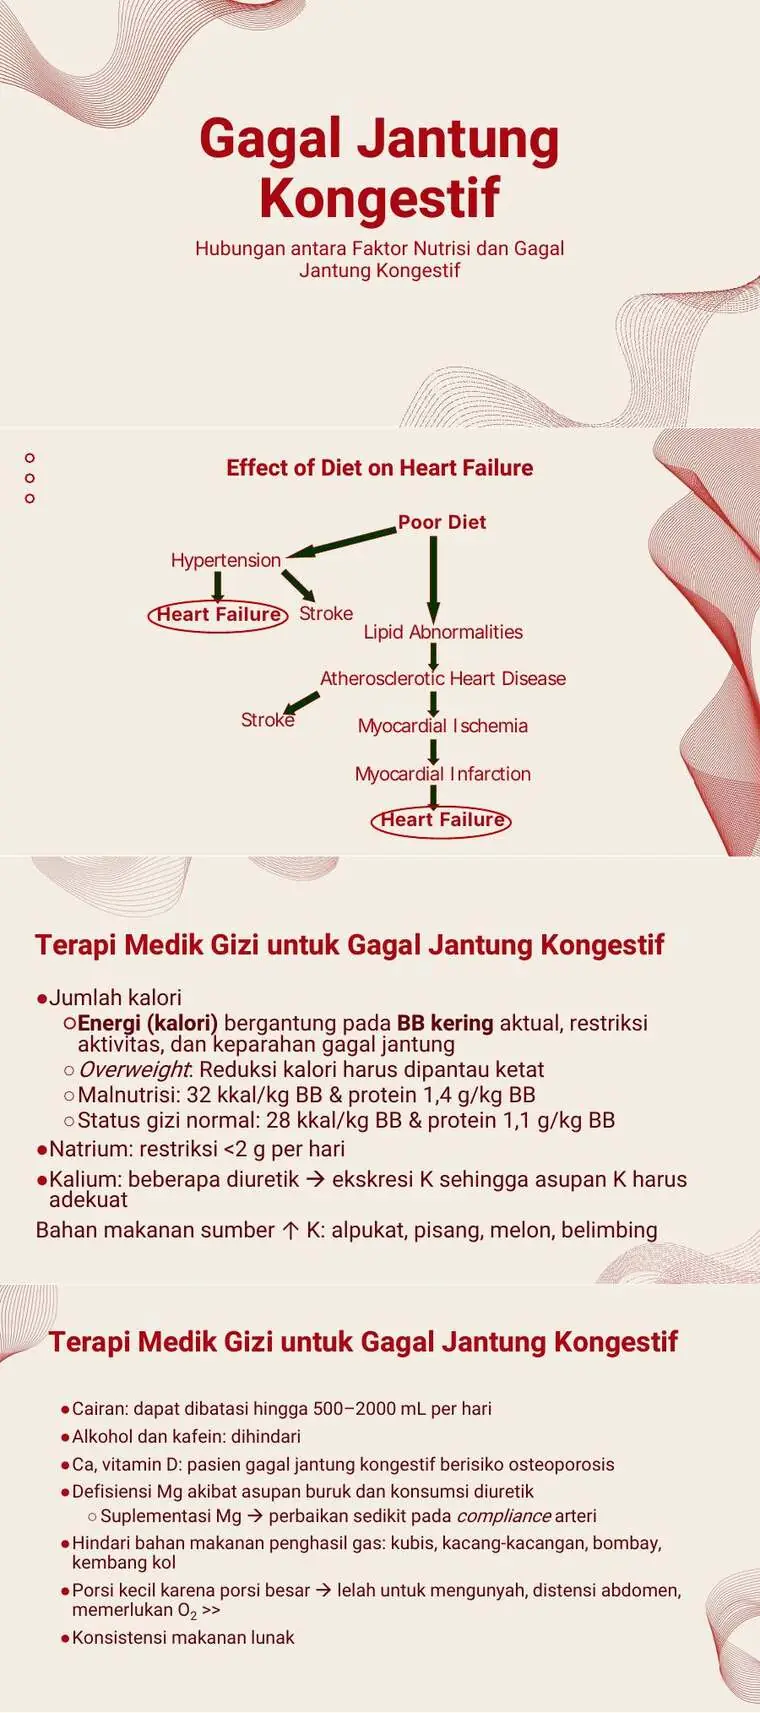 Gagal Jantung
Kongestif
Hubungan antara Faktor Nutrisi dan Gagal
Jantung Kongestif
Effect of Diet on Heart Failure
Poor Diet
Hypertension
Heart Failure
Stroke
Lipid Abnormalities
Atherosclerotic Heart Disease
Stroke
Myocardial Ischemia
Myocardial Infarction
Heart Failure
Terapi Medik Gizi untuk Gagal Jantung Kongestif
●Jumlah kalori
○Energi (kalori) bergantung pada BB kering aktual, restriksi
aktivitas, dan keparahan gagal jantung
○Overweight: Reduksi kalori harus dipantau ketat
○Malnutrisi: 32 kkal/kg BB & protein 1,4 g/kg BB
○Status gizi normal: 28 kkal/kg BB & protein 1,1 g/kg BB
●Natrium: restriksi <2 g per hari
●Kalium: beberapa diuretik → ekskresi K sehingga asupan K harus
adekuat
Bahan makanan sumber ↑ K: alpukat, pisang, melon, belimbing
Terapi Medik Gizi untuk Gagal Jantung Kongestif
●Cairan: dapat dibatasi hingga 500–2000 mL per hari
●Alkohol dan kafein: dihindari
●Ca, vitamin D: pasien gagal jantung kongestif berisiko osteoporosis
●Defisiensi Mg akibat asupan buruk dan konsumsi diuretik
○Suplementasi Mg → perbaikan sedikit pada compliance arteri
●Hindari bahan makanan penghasil gas: kubis, kacang-kacangan, bombay,
kembang kol
●Porsi kecil karena porsi besar → lelah untuk mengunyah, distensi abdomen,
memerlukan O₂ >>
●Konsistensi makanan lunak